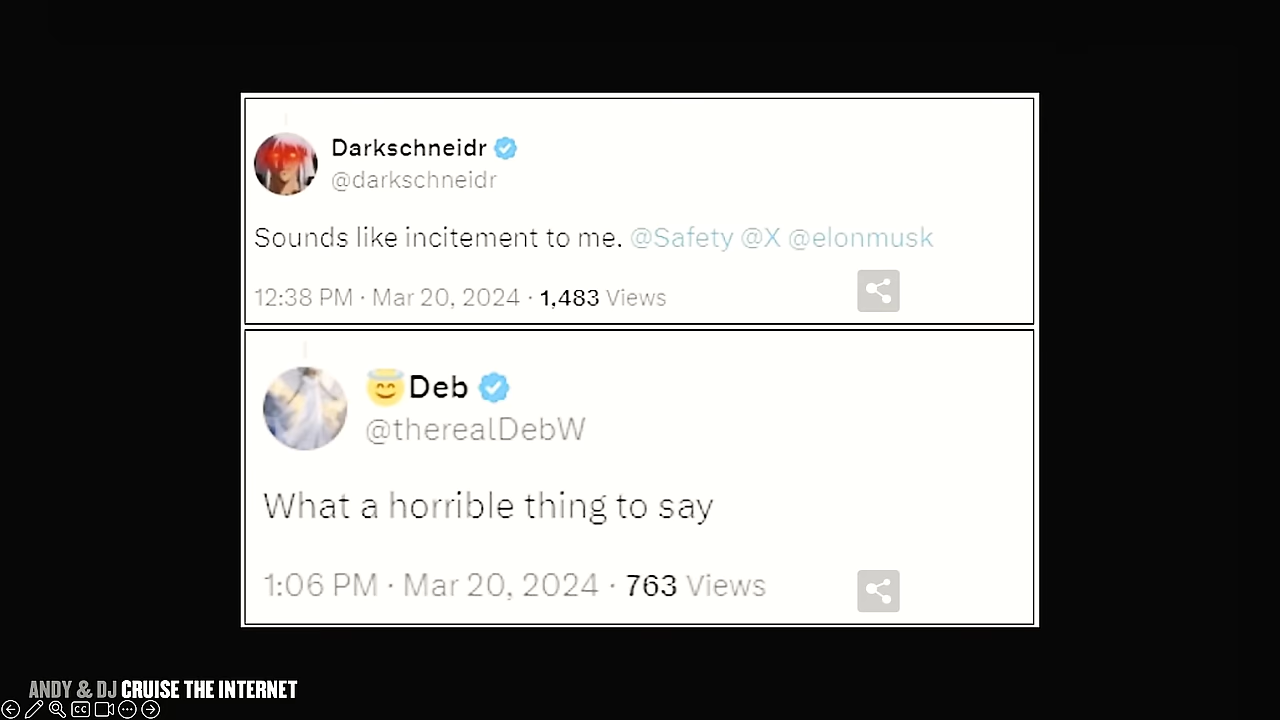 Darkschneidr
@darkschneidr
Sounds like incitement to me. @Safety @X @elonmusk
12:38 PM · Mar 20, 2024 · 1,483 Views
😇Deb
@therealDebW
What a horrible thing to say
1:06 PM · Mar 20, 2024 · 763 Views
ANDY & DJ CRUISE THE INTERNET
CC